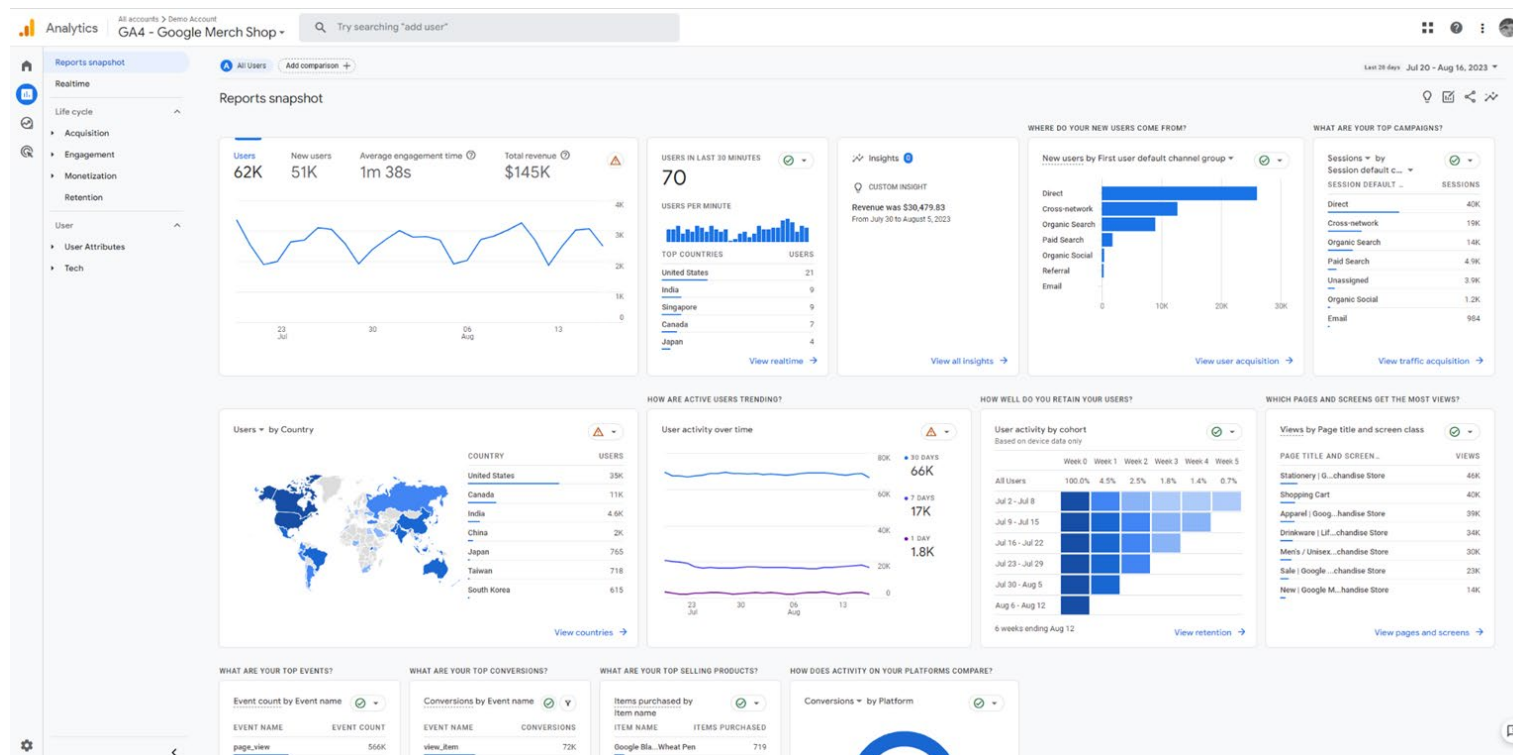 Analytics
All accounts > Demo Account
GA4 - Google Merch Shop
Try searching "add user"
Reports snapshot
Realtime
Life cycle
Acquisition
Engagement
Monetization
Retention
User
User Attributes
Tech
A All Users
Add comparison +
Last 28 days Jul 20 - Aug 16, 2023
Reports snapshot
Users
62K
New users
51K
Average engagement time
1m 38s
Total revenue
$145K
4K
3K
2K
1K
0
23
Jul
30
06
Aug
13
USERS IN LAST 30 MINUTES
70
USERS PER MINUTE
TOP COUNTRIES USERS
United States 21
India 9
Singapore 9
Canada 7
Japan 4
View realtime
Insights
CUSTOM INSIGHT
Revenue was $30,479.83
From July 30 to August 5, 2023
View all insights
WHERE DO YOUR NEW USERS COME FROM?
New users by First user default channel group
Direct
Cross-network
Organic Search
Paid Search
Organic Social
Referral
Email
0 10K 20K 30K
View user acquisition
WHAT ARE YOUR TOP CAMPAIGNS?
Sessions by
Session default c...
SESSION DEFAULT ... SESSIONS
Direct 40K
Cross-network 19K
Organic Search 14K
Paid Search 4.9K
Unassigned 3.9K
Organic Social 1.2K
Email 984
View traffic acquisition
Users by Country
COUNTRY USERS
United States 35K
Canada 11K
India 4.6K
China 2K
Japan 765
Taiwan 718
South Korea 615
View countries
HOW ARE ACTIVE USERS TRENDING?
User activity over time
80K
60K
40K
20K
0
23
Jul
30
06
Aug
13
30 DAYS
66K
7 DAYS
17K
1 DAY
1.8K
HOW WELL DO YOU RETAIN YOUR USERS?
User activity by cohort
Based on device data only
Week 0 Week 1 Week 2 Week 3 Week 4 Week 5
All Users 100.0% 4.5% 2.5% 1.8% 1.4% 0.7%
Jul 2 - Jul 8
Jul 9 - Jul 15
Jul 16 - Jul 22
Jul 23 - Jul 29
Jul 30 - Aug 5
Aug 6 - Aug 12
6 weeks ending Aug 12
View retention
WHICH PAGES AND SCREENS GET THE MOST VIEWS?
Views by Page title and screen class
PAGE TITLE AND SCREEN... VIEWS
Stationery | G...chandise Store 46K
Shopping Cart 40K
Apparel | Goog...handise Store 39K
Drinkware | Lif...chandise Store 34K
Men's / Unisex...chandise Store 30K
Sale | Google ...chandise Store 23K
New | Google M...handise Store 14K
View pages and screens
WHAT ARE YOUR TOP EVENTS?
Event count by Event name
EVENT NAME EVENT COUNT
page_view 566K
WHAT ARE YOUR TOP CONVERSIONS?
Conversions by Event name
EVENT NAME CONVERSIONS
view_item 72K
WHAT ARE YOUR TOP SELLING PRODUCTS?
Items purchased by
Item name
ITEM NAME ITEMS PURCHASED
Google Bla...Wheat Pen 719
HOW DOES ACTIVITY ON YOUR PLATFORMS COMPARE?
Conversions by Platform